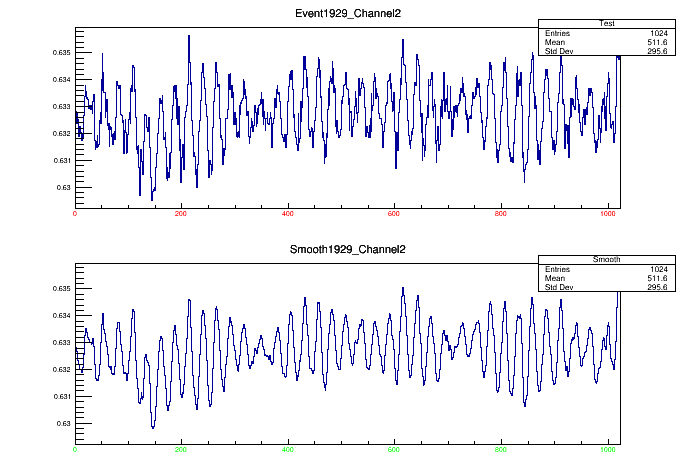 Event1929_Channel2
Test
Entries 1024
Mean 511.6
Std Dev 295.6
0.635
0.634
0.633
0.632
0.631
0.63
0 200 400 600 800 1000
Smooth1929_Channel2
Smooth
Entries 1024
Mean 511.6
Std Dev 295.6
0.635
0.634
0.633
0.632
0.631
0.63
0 200 400 600 800 1000